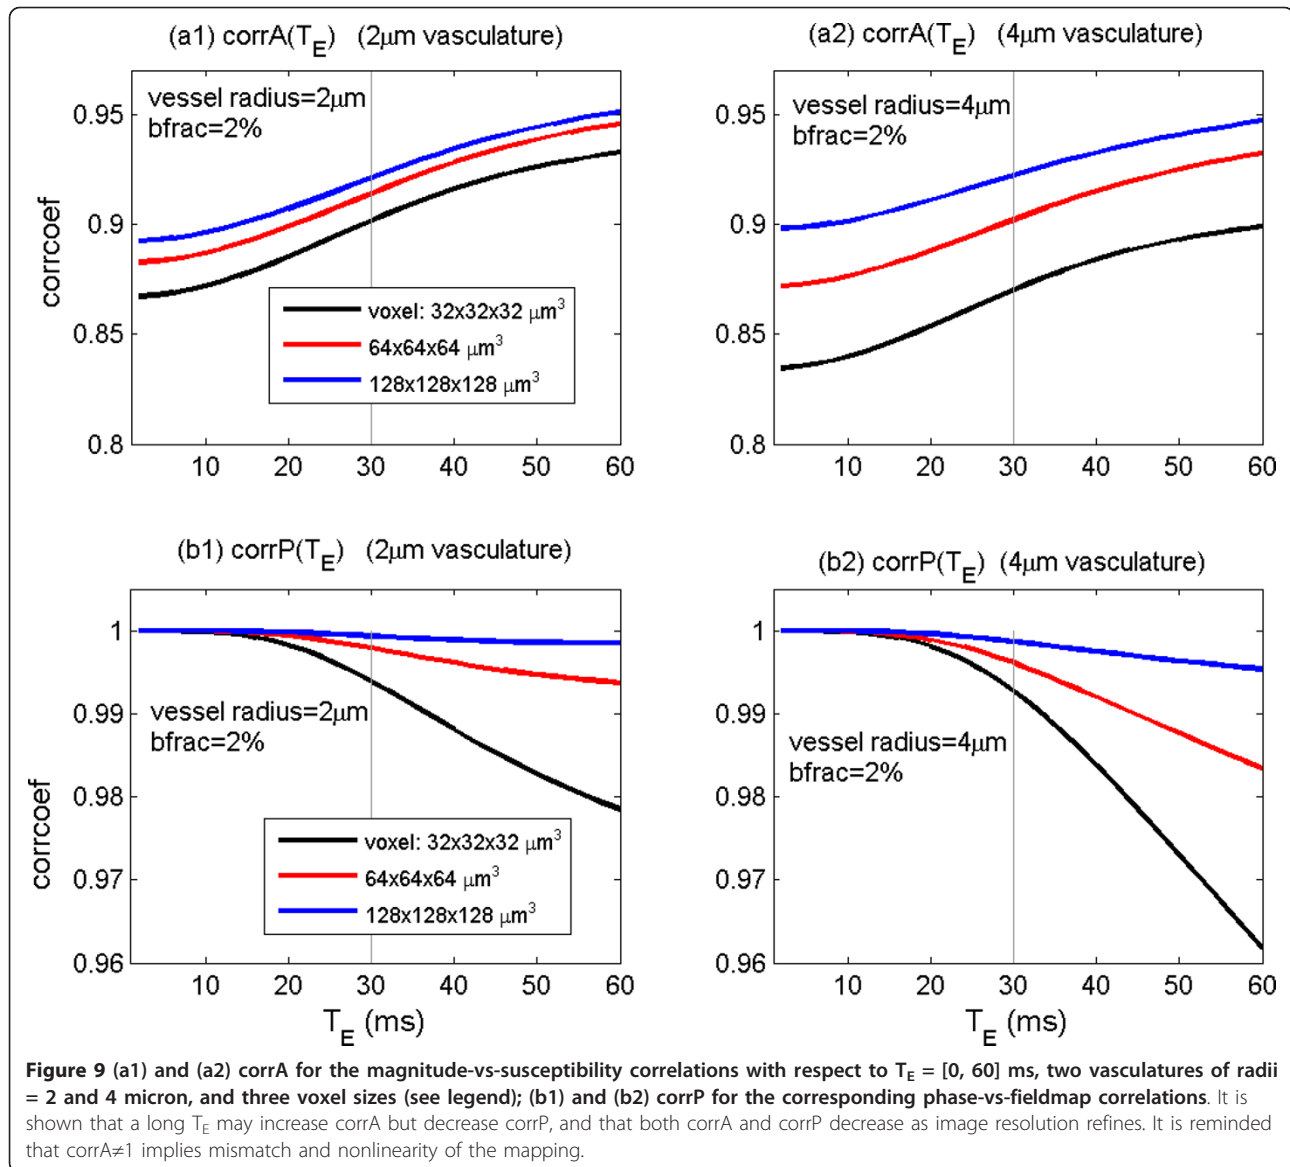 (a1) corrA(TE) (2μm vasculature)
(a2) corrA(TE) (4μm vasculature)
corrcoef
0.95
0.9
0.85
0.8
vessel radius=2μm
bfrac=2%
voxel: 32x32x32 μm³
64x64x64 μm³
128x128x128 μm³
10 20 30 40 50 60
0.95
0.9
0.85
0.8
vessel radius=4μm
bfrac=2%
10 20 30 40 50 60
(b1) corrP(TE) (2μm vasculature)
(b2) corrP(TE) (4μm vasculature)
corrcoef
1
0.99
0.98
0.97
0.96
vessel radius=2μm
bfrac=2%
voxel: 32x32x32 μm³
64x64x64 μm³
128x128x128 μm³
10 20 30 40 50 60
TE (ms)
1
0.99
0.98
0.97
0.96
vessel radius=4μm
bfrac=2%
10 20 30 40 50 60
TE (ms)
Figure 9 (a1) and (a2) corrA for the magnitude-vs-susceptibility correlations with respect to TE = [0, 60] ms, two vasculatures of radii
= 2 and 4 micron, and three voxel sizes (see legend); (b1) and (b2) corrP for the corresponding phase-vs-fieldmap correlations. It is
shown that a long TE may increase corrA but decrease corrP, and that both corrA and corrP decrease as image resolution refines. It is reminded
that corrA≠1 implies mismatch and nonlinearity of the mapping.